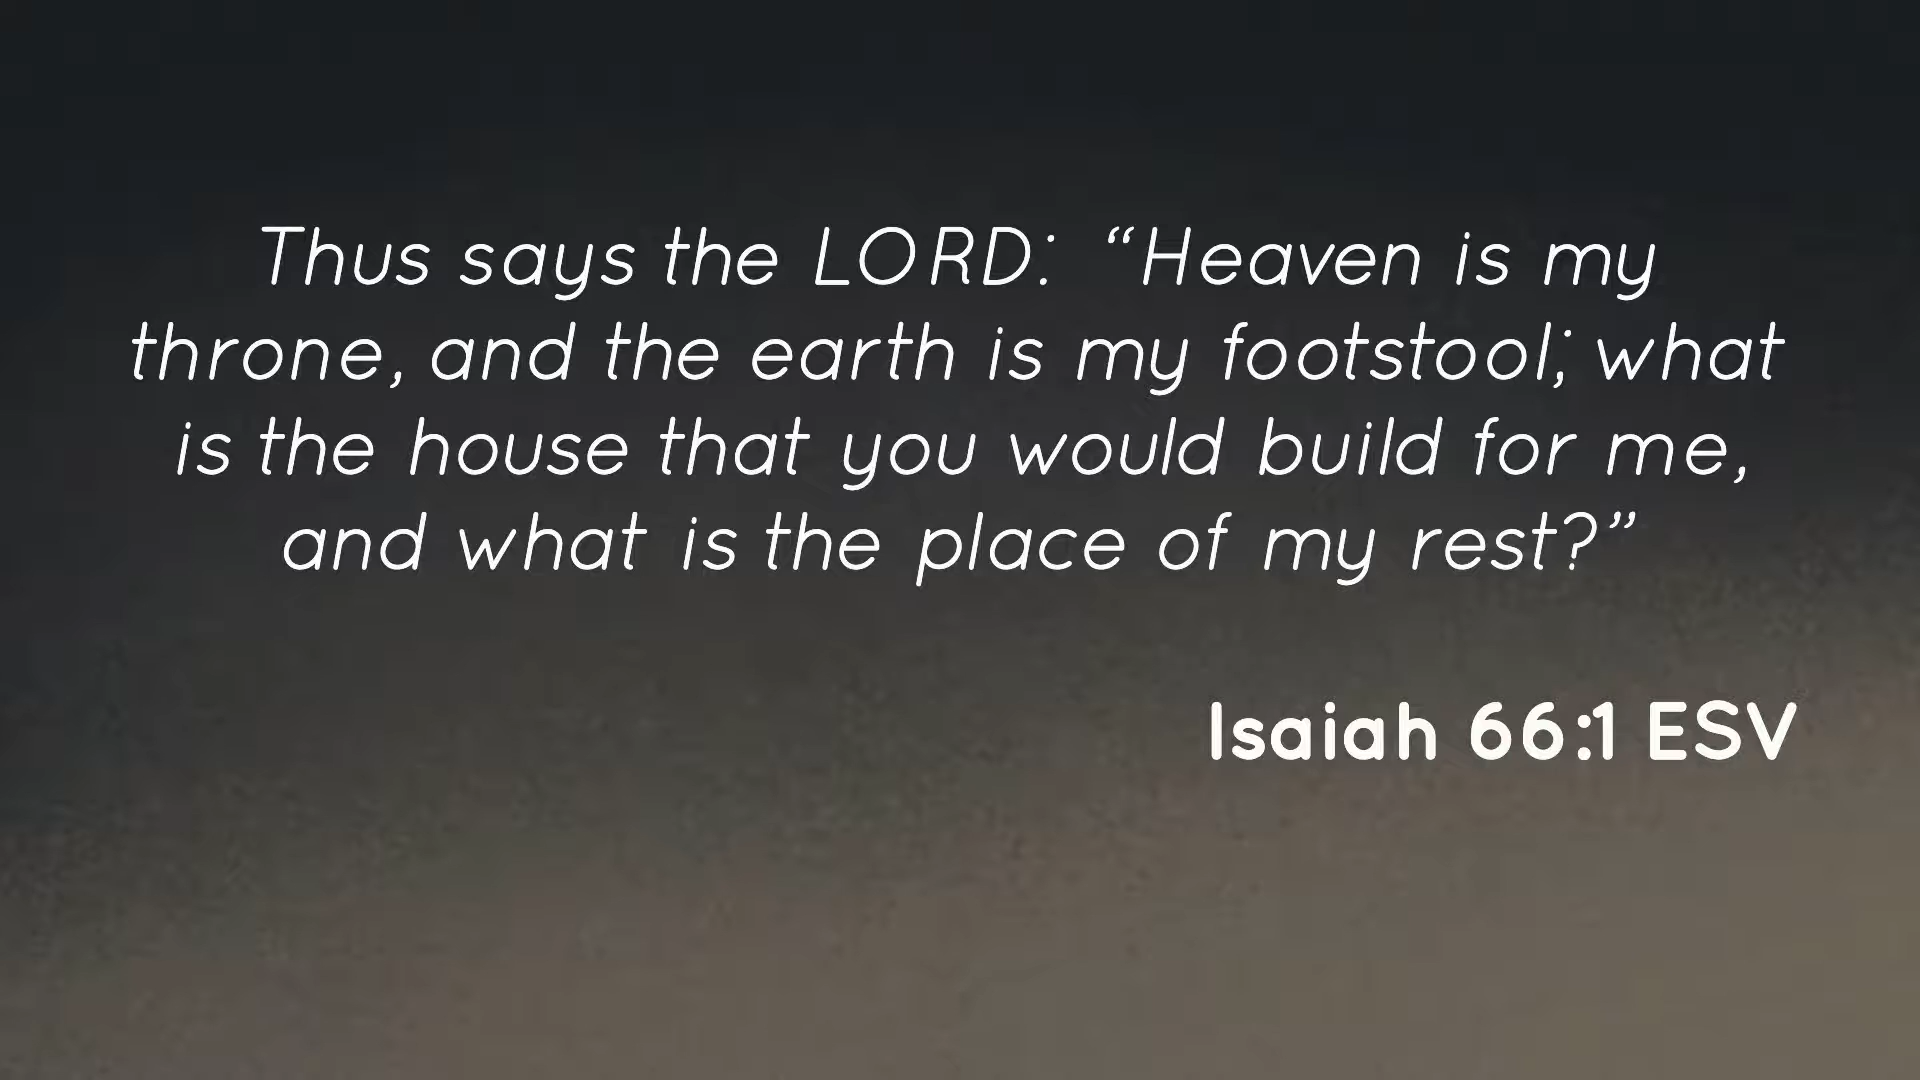 Thus says the LORD: “Heaven is my
throne, and the earth is my footstool; what
is the house that you would build for me,
and what is the place of my rest?”
Isaiah 66:1 ESV